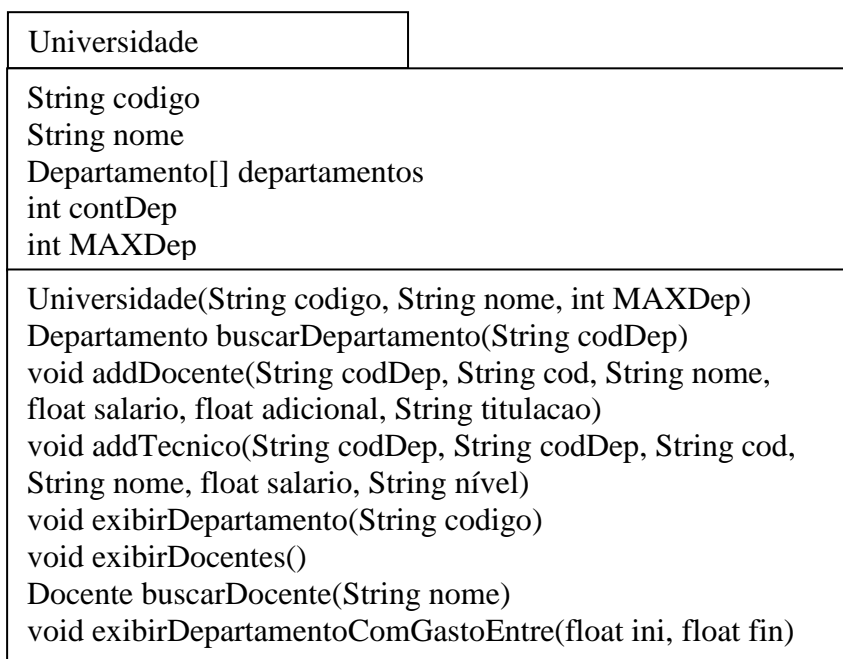 Universidade
String codigo
String nome
Departamento[] departamentos
int contDep
int MAXDep
Universidade(String codigo, String nome, int MAXDep)
Departamento buscarDepartamento(String codDep)
void addDocente(String codDep, String cod, String nome,
float salario, float adicional, String titulacao)
void addTecnico(String codDep, String codDep, String cod,
String nome, float salario, String nível)
void exibirDepartamento(String codigo)
void exibirDocentes()
Docente buscarDocente(String nome)
void exibirDepartamentoComGastoEntre(float ini, float fin)